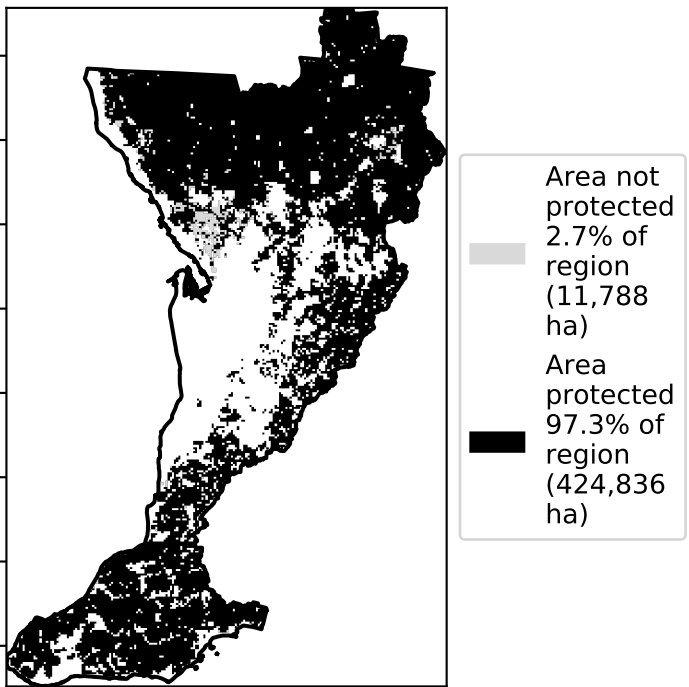 Area not
protected
2.7% of
region
(11,788
ha)
Area
protected
97.3% of
region
(424,836
ha)